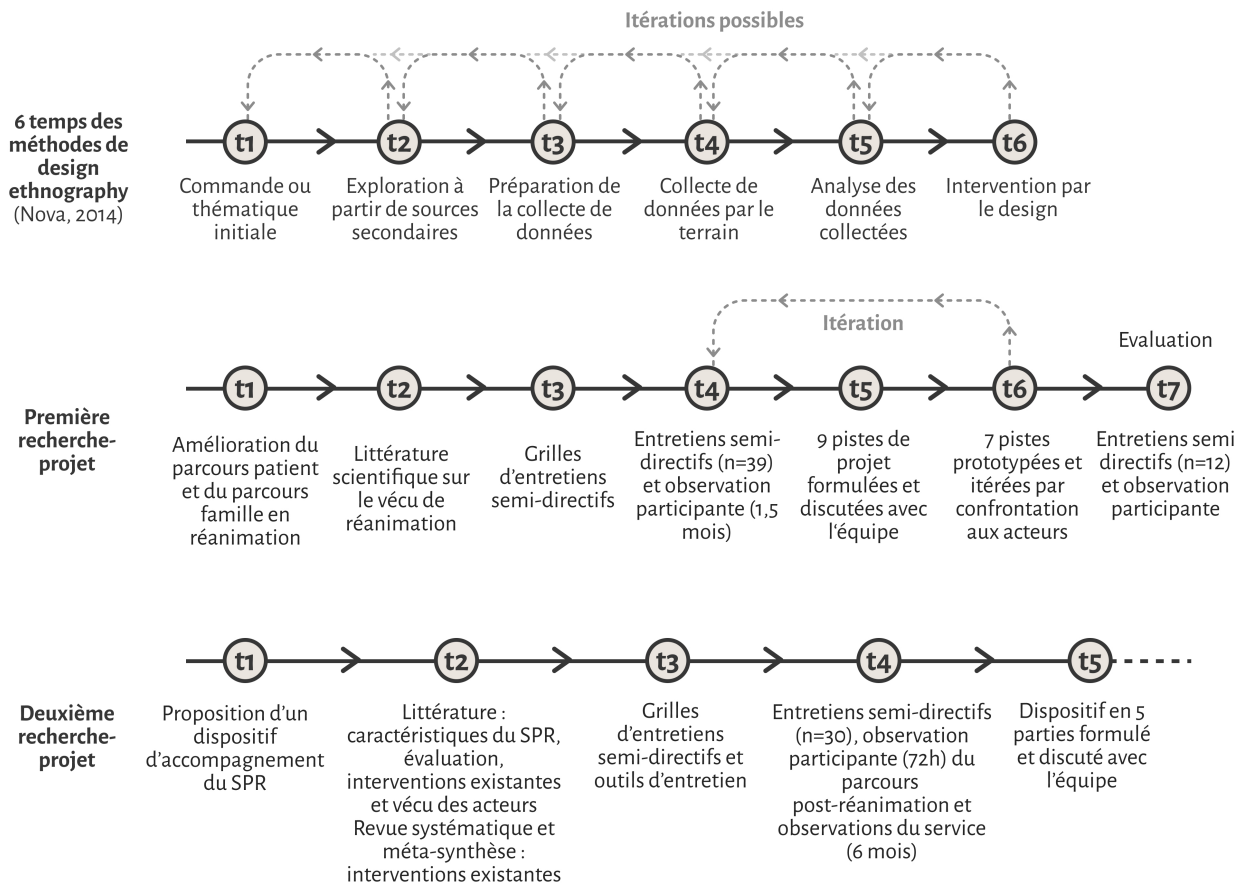 Itérations possibles
6 temps des
méthodes de
design
ethnography
(Nova, 2014)
t1
t2
t3
t4
t5
t6
Commande ou
thématique
initiale
Exploration à
partir de sources
secondaires
Préparation de
la collecte de
données
Collecte de
données par le
terrain
Analyse des
données
collectées
Intervention par
le design
Itération
Evaluation
Première
recherche-
projet
t1
t2
t3
t4
t5
t6
t7
Amélioration du
parcours patient
et du parcours
famille en
réanimation
Littérature
scientifique sur
le vécu de
réanimation
Grilles
d'entretiens
semi-directifs
Entretiens semi-
directifs (n=39)
et observation
participante (1,5
mois)
9 pistes de
projet
formulées et
discutées avec
l'équipe
7 pistes
prototypées et
itérées par
confrontation
aux acteurs
Entretiens semi
directifs (n=12)
et observation
participante
Deuxième
recherche-
projet
t1
t2
t3
t4
t5
Proposition d'un
dispositif
d'accompagnement
du SPR
Littérature :
caractéristiques du SPR,
évaluation,
interventions existantes
et vécu des acteurs
Revue systématique et
méta-synthèse :
interventions existantes
Grilles
d'entretiens
semi-directifs et
outils d'entretien
Entretiens semi-directifs
(n=30), observation
participante (72h) du
parcours
post-réanimation et
observations du service
(6 mois)
Dispositif en 5
parties formulé
et discuté avec
l'équipe